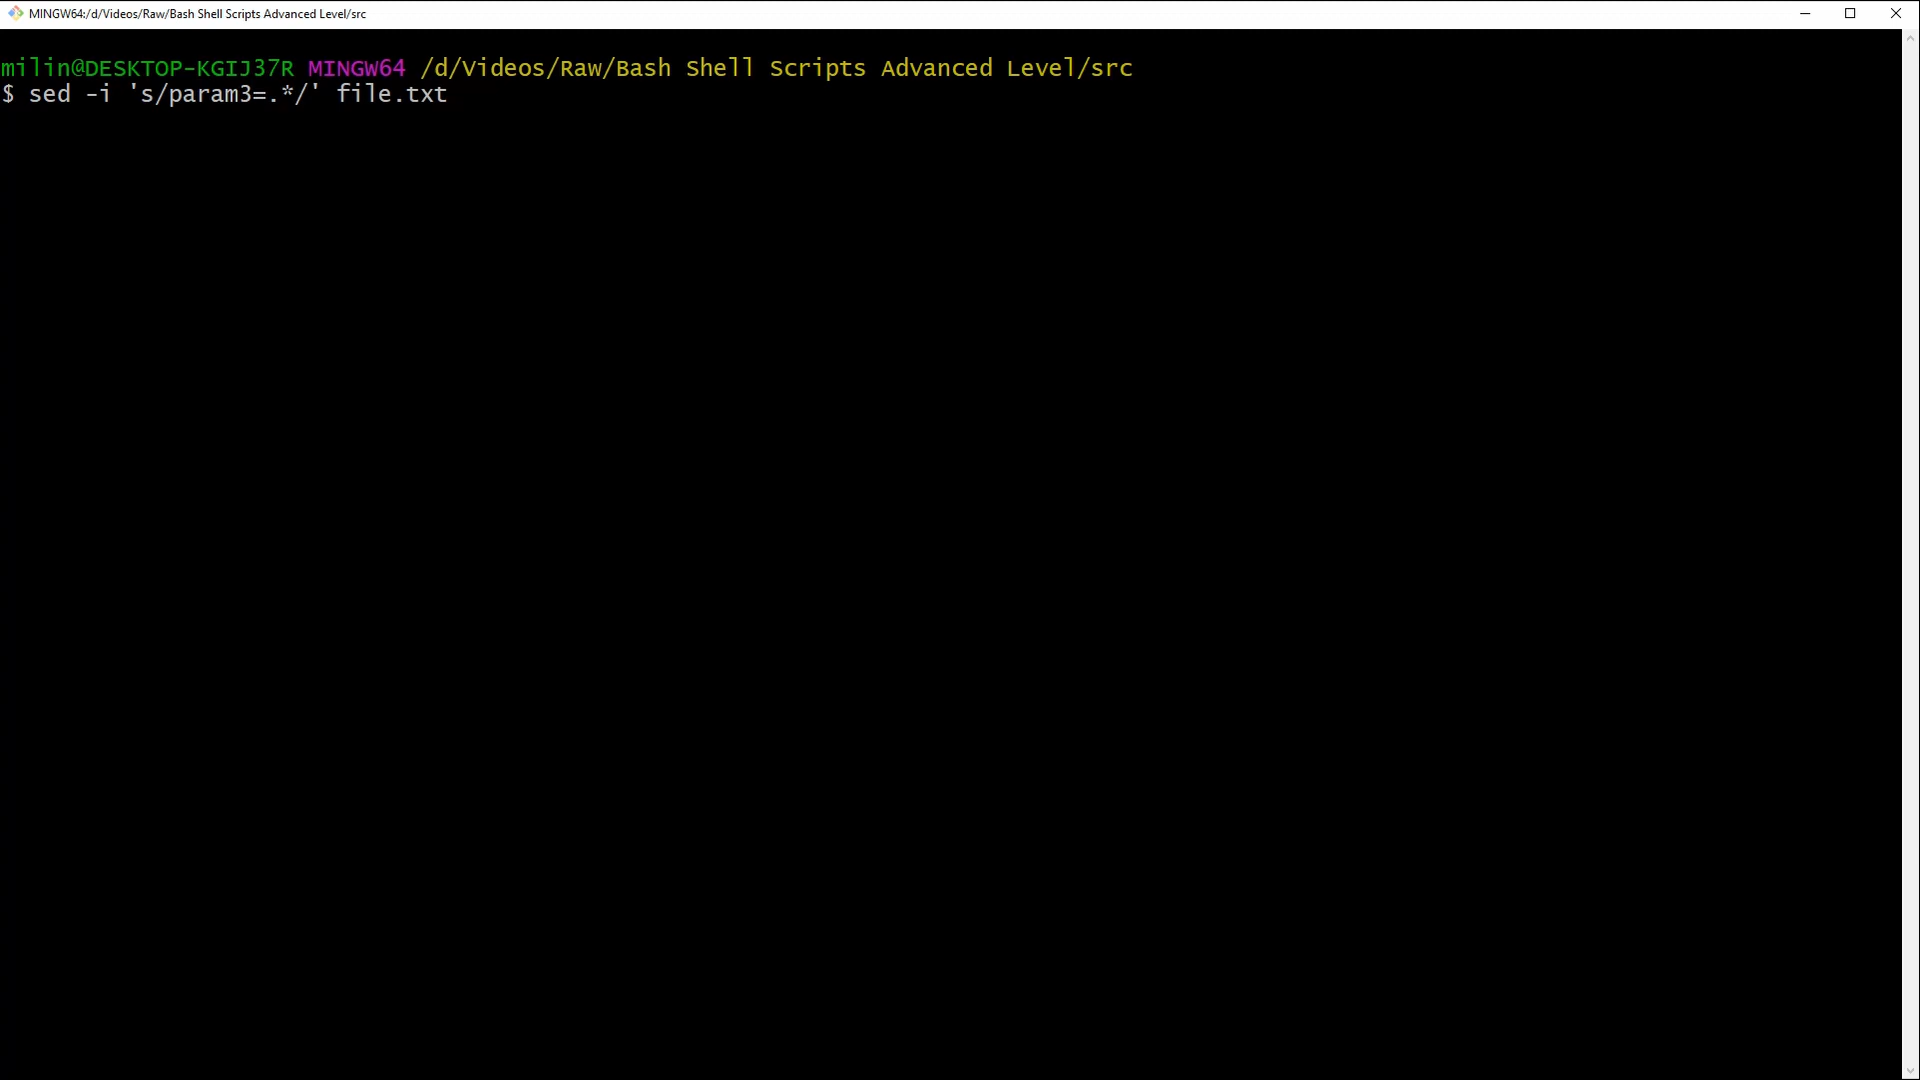 MINGW64:/d/Videos/Raw/Bash Shell Scripts Advanced Level/src
milin@DESKTOP-KGIJ37R MINGW64 /d/Videos/Raw/Bash Shell Scripts Advanced Level/src
$ sed -i 's/param3=.*/' file.txt